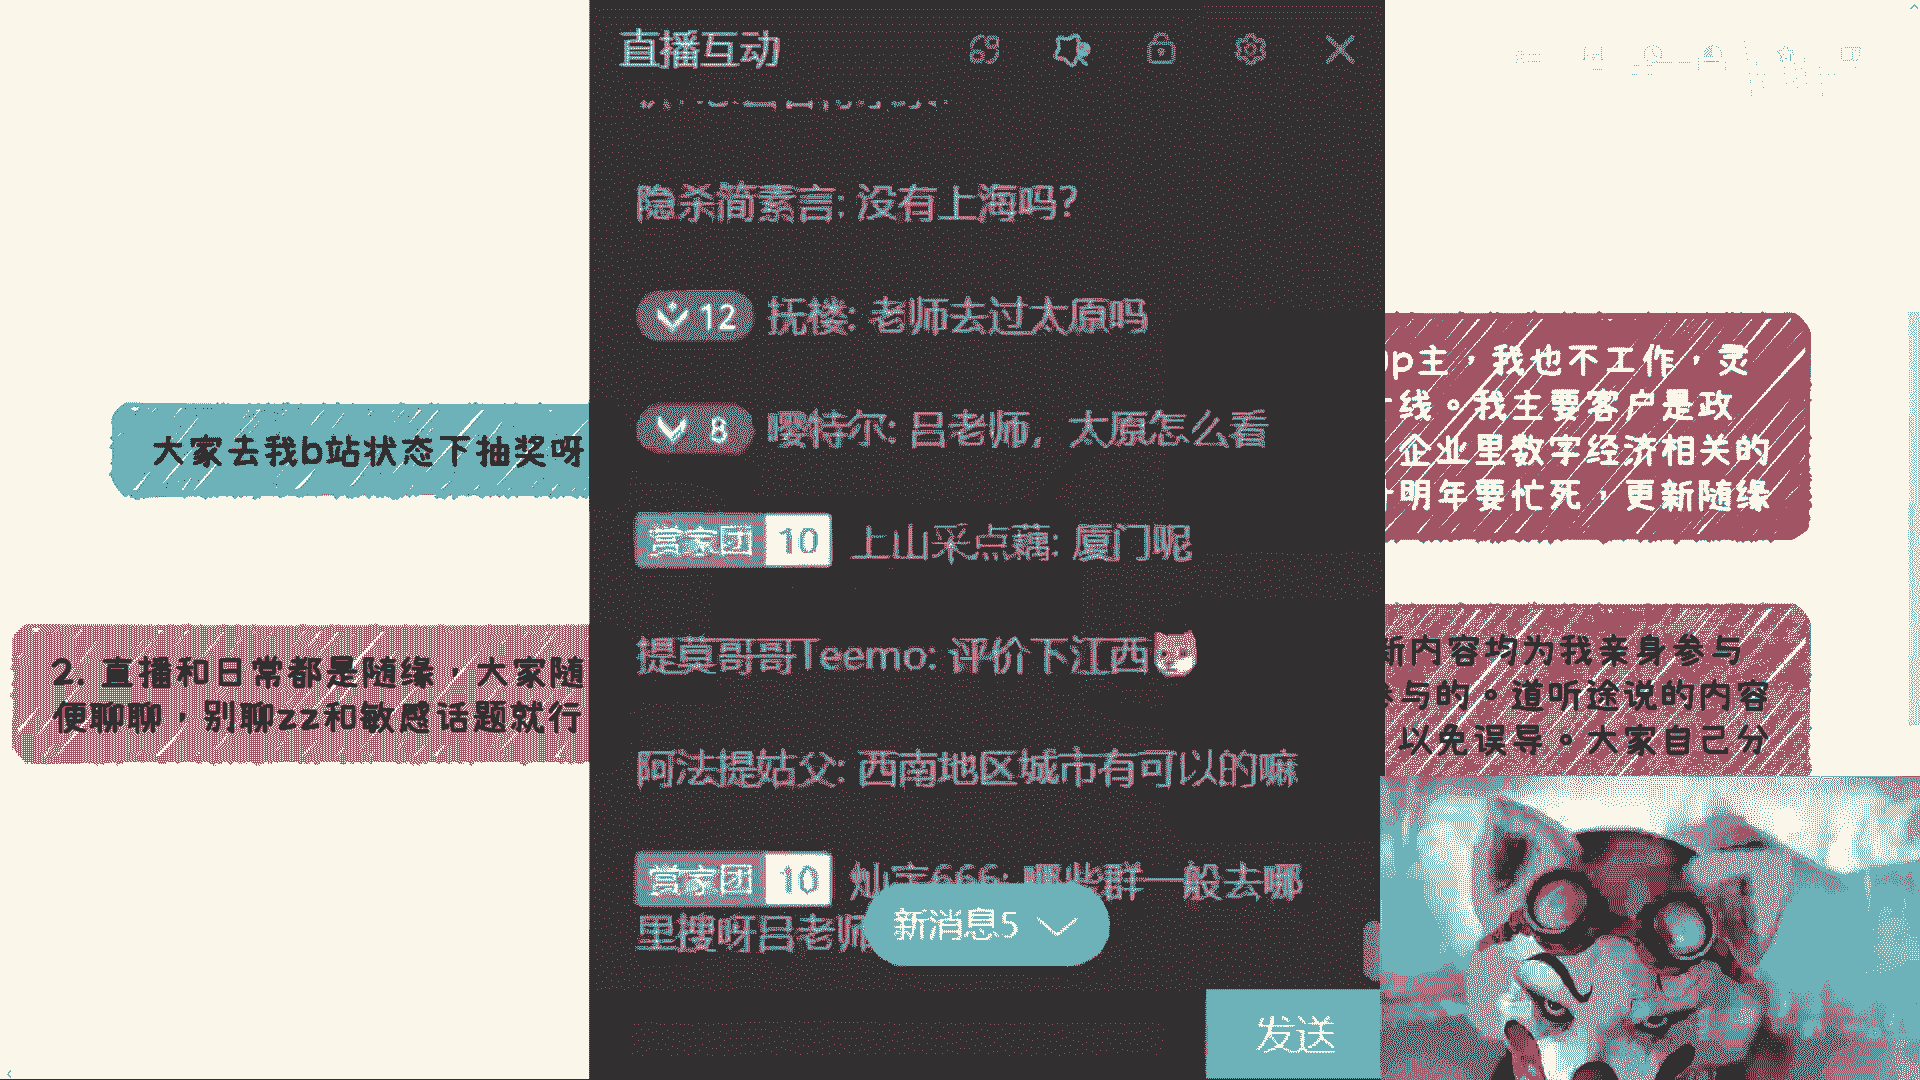 直播互动
隐杀简素言: 没有上海吗?
12 抚楼: 老师去过太原吗
8 嘤特尔: 吕老师, 太原怎么看
10 上山采点藕: 厦门呢
提莫哥哥Teemo: 评价下江西
阿法提姑父: 西南地区城市有可以的嘛
10 灿言666: 哪些群一般去哪
里搜呀吕老师
新消息5
发送
大家去我b站状态下抽奖呀
2. 直播和日常都是随缘，大家随
便聊聊，别聊zz和敏感话题就行
p主，我也不工作，灵
线。我主要客户是政
企业里数字经济相关的
明年要忙死，更新随缘
新内容均为我亲身参与
参与的。道听途说的内容
以免误导。大家自己分